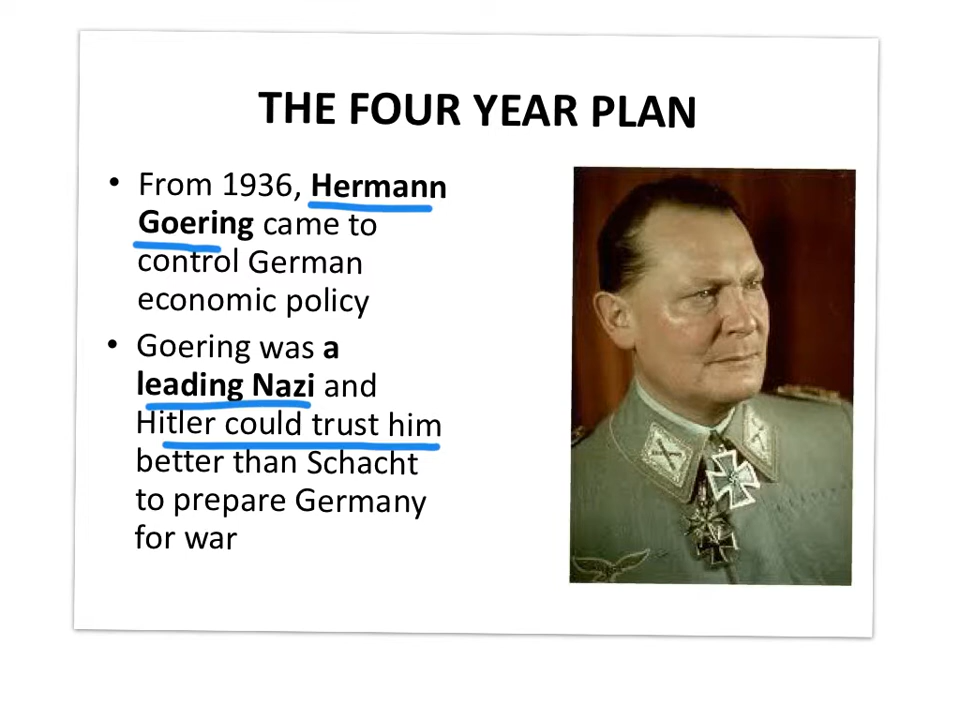 THE FOUR YEAR PLAN
• From 1936, Hermann
Goering came to
control German
economic policy
• Goering was a
leading Nazi and
Hitler could trust him
better than Schacht
to prepare Germany
for war